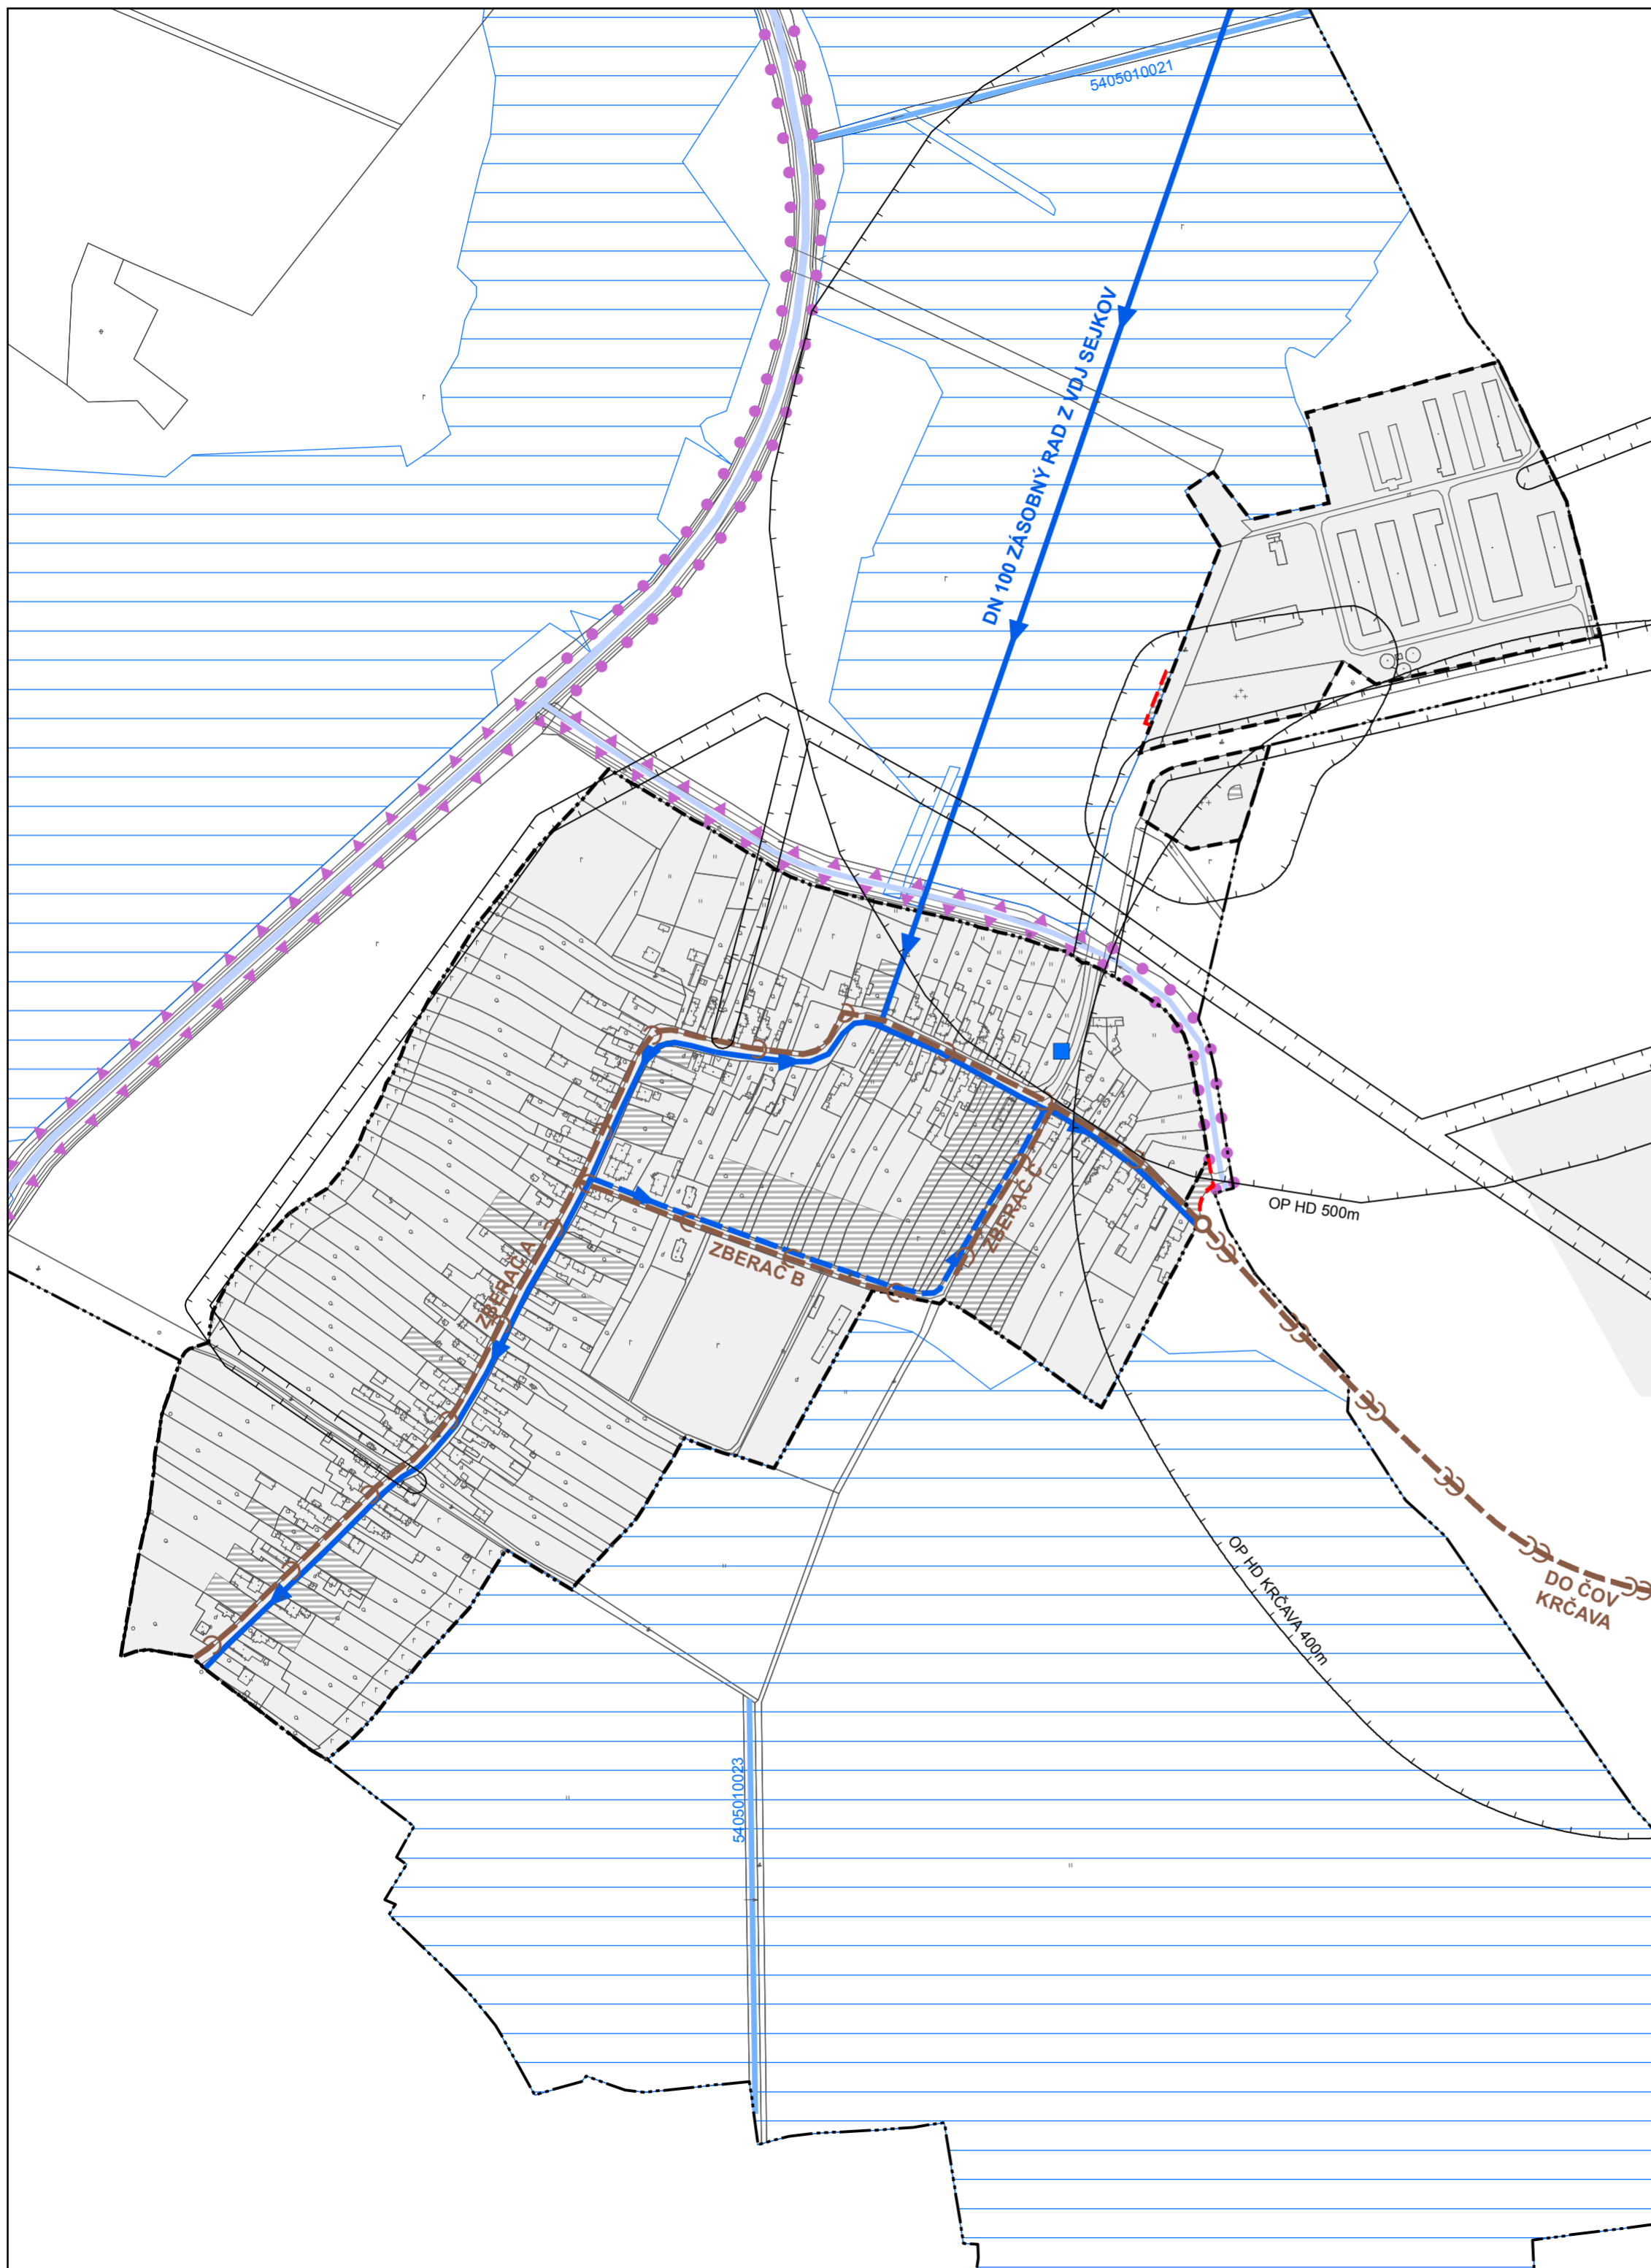 5405010021
DN 100 ZÁSOBNÝ RAD Z VDJ SEJKOV
OP HD 500m
ZBERAČ C
ZBERAČ A
ZBERAČ B
OP HD KRČAVA 400m
DO ČOV
KRČAVA
5405010023